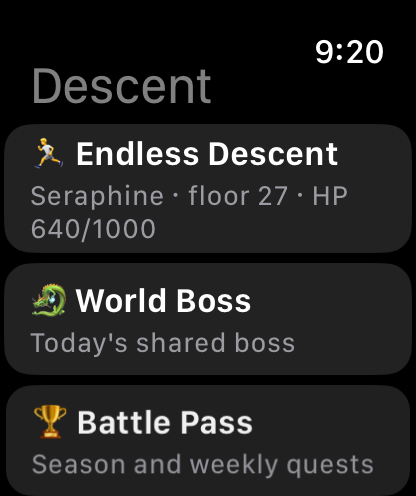 9:20
Descent
🏃 Endless Descent
Seraphine · floor 27 · HP
640/1000
🐉 World Boss
Today's shared boss
🏆 Battle Pass
Season and weekly quests